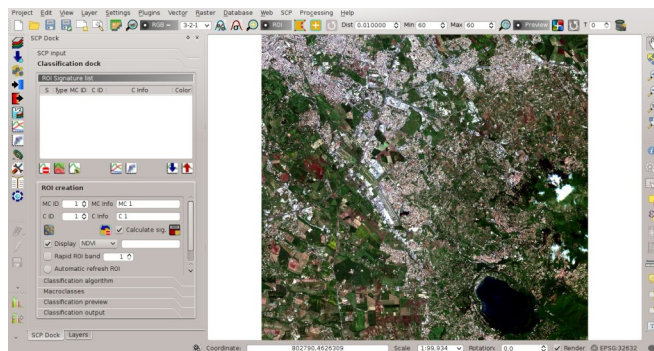 Project Edit View Layer Settings Plugins Vector Raster Database Web SCP Processing Help
RGB = 3-2-1 ROI Dist 0.010000 Min 60 Max 60 Preview T 0
SCP Dock
SCP input
Classification dock
ROI Signature list
S Type MC ID C ID C Info Color
ROI creation
MC ID 1 MC Info MC 1
C ID 1 C Info C 1
Calculate sig.
Display NDVI
Rapid ROI band 1
Automatic refresh ROI
Classification algorithm
Macroclasses
Classification preview
Classification output
SCP Dock Layers
Coordinate: 802790,4626309 Scale 1:99,934 Rotation: 0.0 Render EPSG:32632